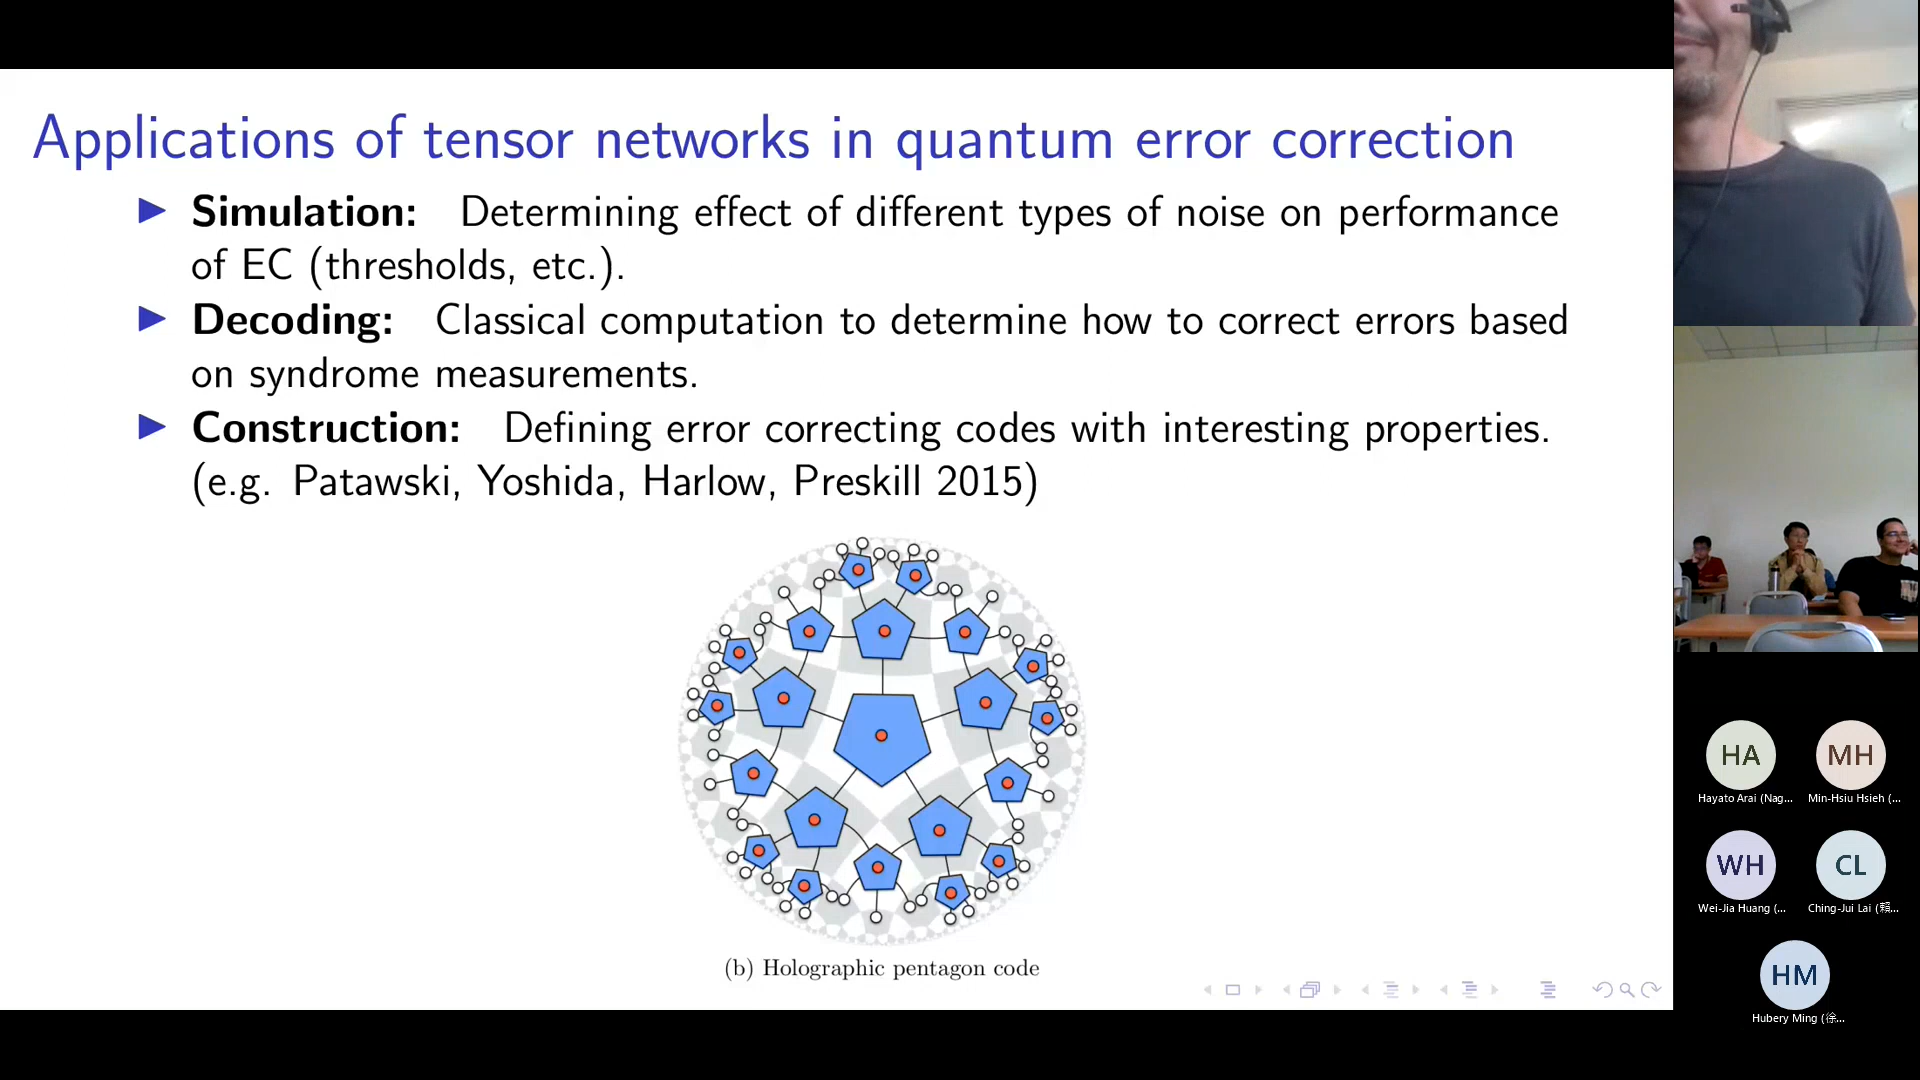 Applications of tensor networks in quantum error correction
Simulation: Determining effect of different types of noise on performance
of EC (thresholds, etc.).
Decoding: Classical computation to determine how to correct errors based
on syndrome measurements.
Construction: Defining error correcting codes with interesting properties.
(e.g. Patawski, Yoshida, Harlow, Preskill 2015)
(b) Holographic pentagon code
HA
Hayato Arai (Nag...
MH
Min-Hsiu Hsieh (...
WH
Wei-Jia Huang (...
CL
Ching-Jui Lai (賴...
HM
Hubery Ming (徐...